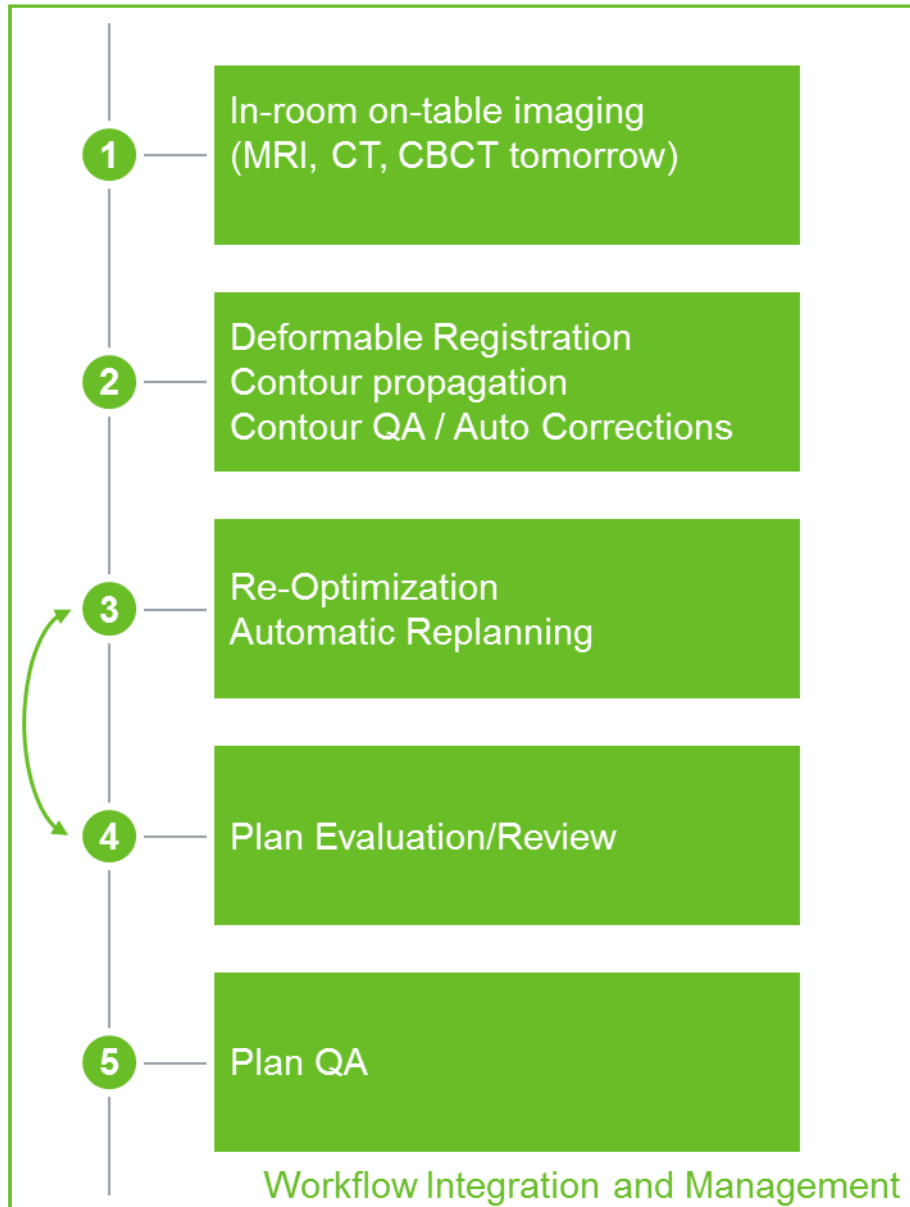 1
In-room on-table imaging
(MRI, CT, CBCT tomorrow)
2
Deformable Registration
Contour propagation
Contour QA / Auto Corrections
3
Re-Optimization
Automatic Replanning
4
Plan Evaluation/Review
5
Plan QA
Workflow Integration and Management